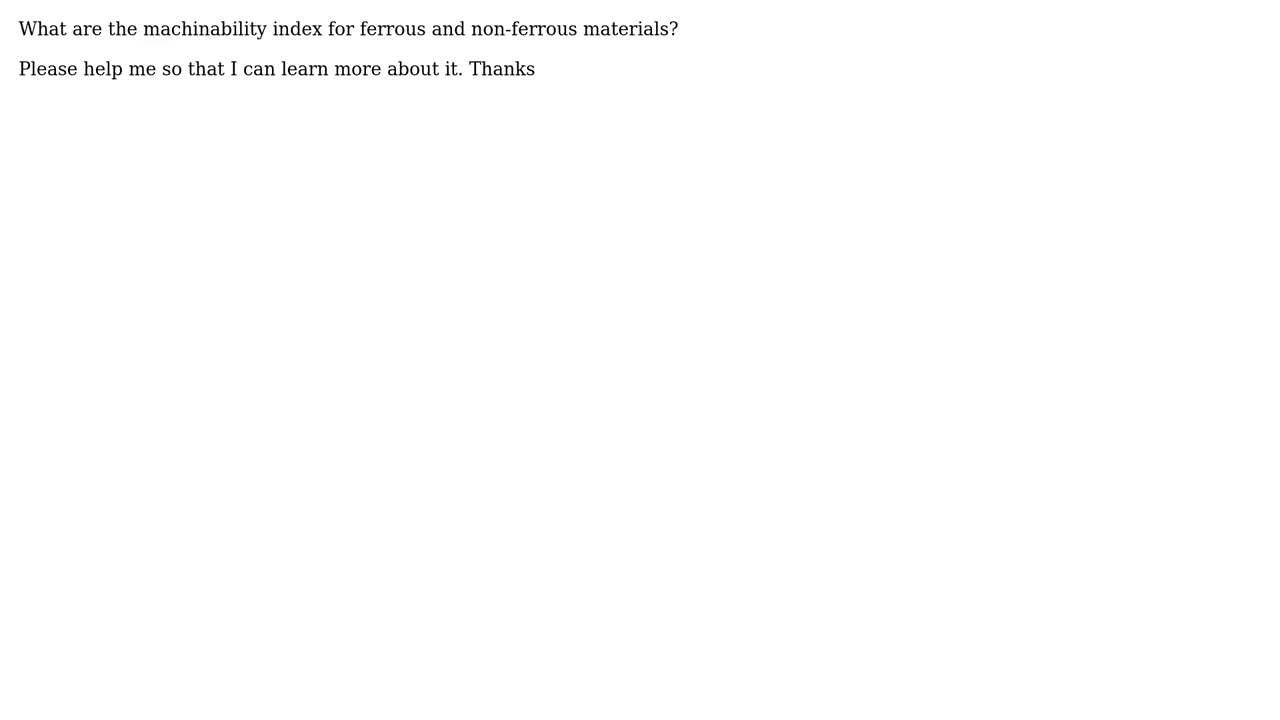 What are the machinability index for ferrous and non-ferrous materials?
Please help me so that I can learn more about it. Thanks